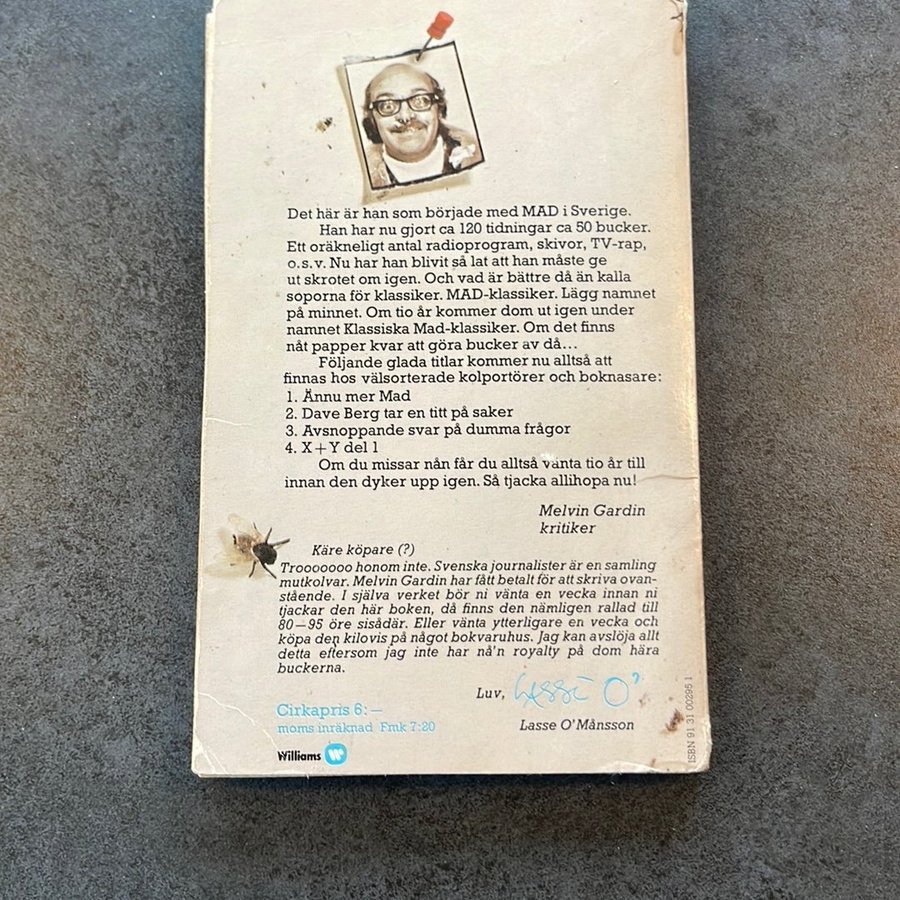 Det här är han som började med MAD i Sverige.
Han har nu gjort ca 120 tidningar ca 50 bucker.
Ett oräkneligt antal radioprogram, skivor, TV-rap,
o.s.v. Nu har han blivit så lat att han måste ge
ut skrotet om igen. Och vad är bättre då än kalla
soporna för klassiker. MAD-klassiker. Lägg namnet
på minnet. Om tio år kommer dom ut igen under
namnet Klassiska Mad-klassiker. Om det finns
nåt papper kvar att göra bucker av då...
Följande glada titlar kommer nu alltså att
finnas hos välsorterade kolportörer och boknasare:
1. Ännu mer Mad
2. Dave Berg tar en titt på saker
3. Avsnoppande svar på dumma frågor
4. X+Y del 1
Om du missar nån får du alltså vänta tio år till
innan den dyker upp igen. Så tjacka allihopa nu!
Melvin Gardin
kritiker
Käre köpare (?)
Trooooooo honom inte. Svenska journalister är en samling
mutkolvar. Melvin Gardin har fått betalt för att skriva ovan-
stående. I själva verket bör ni vänta en vecka innan ni
tjackar den här boken, då finns den nämligen rallad till
80–95 öre sisådär. Eller vänta ytterligare en vecka och
köpa den kilovis på något bokvaruhus. Jag kan avslöja allt
detta eftersom jag inte har nå'n royalty på dom hära
buckerna.
Luv, Lasse O'
Lasse O'Månsson
Cirkapris 6:–
moms inräknad Fmk 7:20
Williams W
ISBN 91 31 00295 1